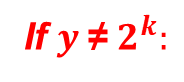 If y ≠ 2ᵏ: